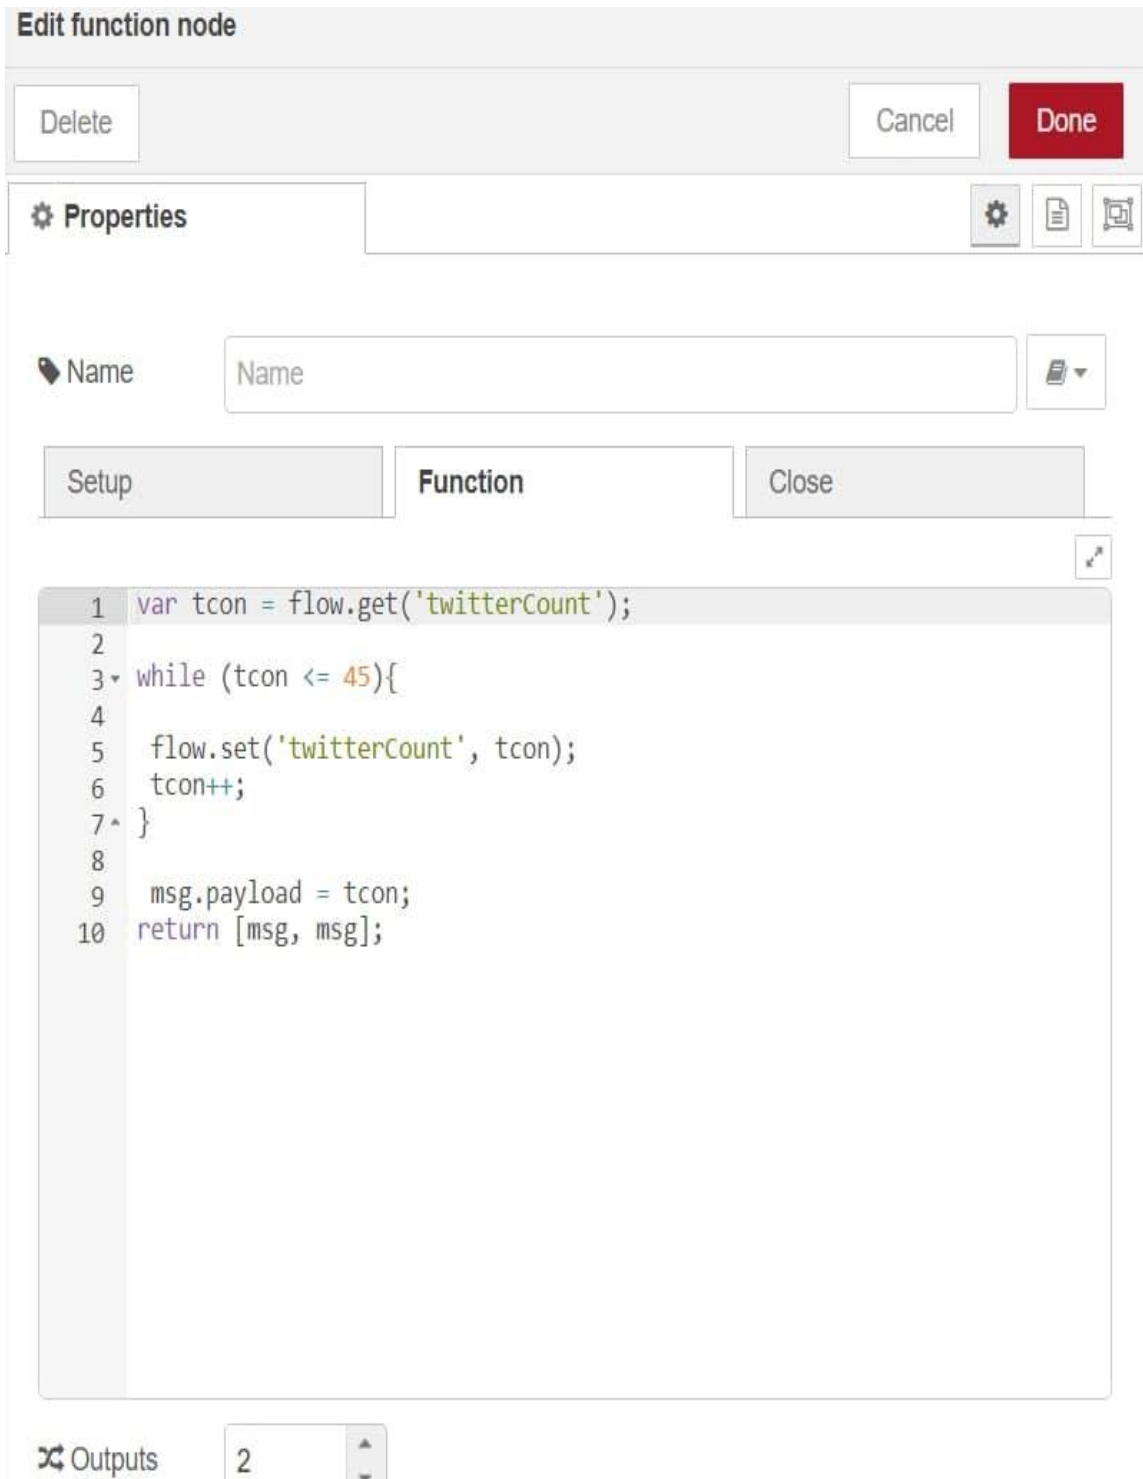 Edit function node
Delete
Cancel
Done
Properties
Name
Name
Setup
Function
Close
1 var tcon = flow.get('twitterCount');
2
3 while (tcon <= 45){
4
5 flow.set('twitterCount', tcon);
6 tcon++;
7 }
8
9 msg.payload = tcon;
10 return [msg, msg];
Outputs
2